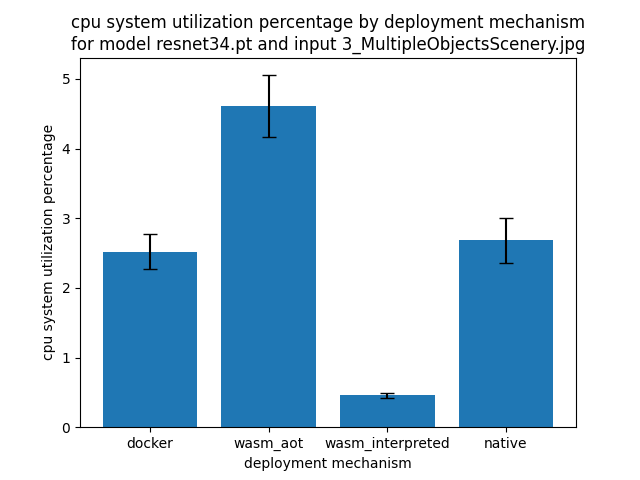 cpu system utilization percentage by deployment mechanism
for model resnet34.pt and input 3_MultipleObjectsScenery.jpg
cpu system utilization percentage
5
4
3
2
1
0
docker wasm_aot wasm_interpreted native
deployment mechanism